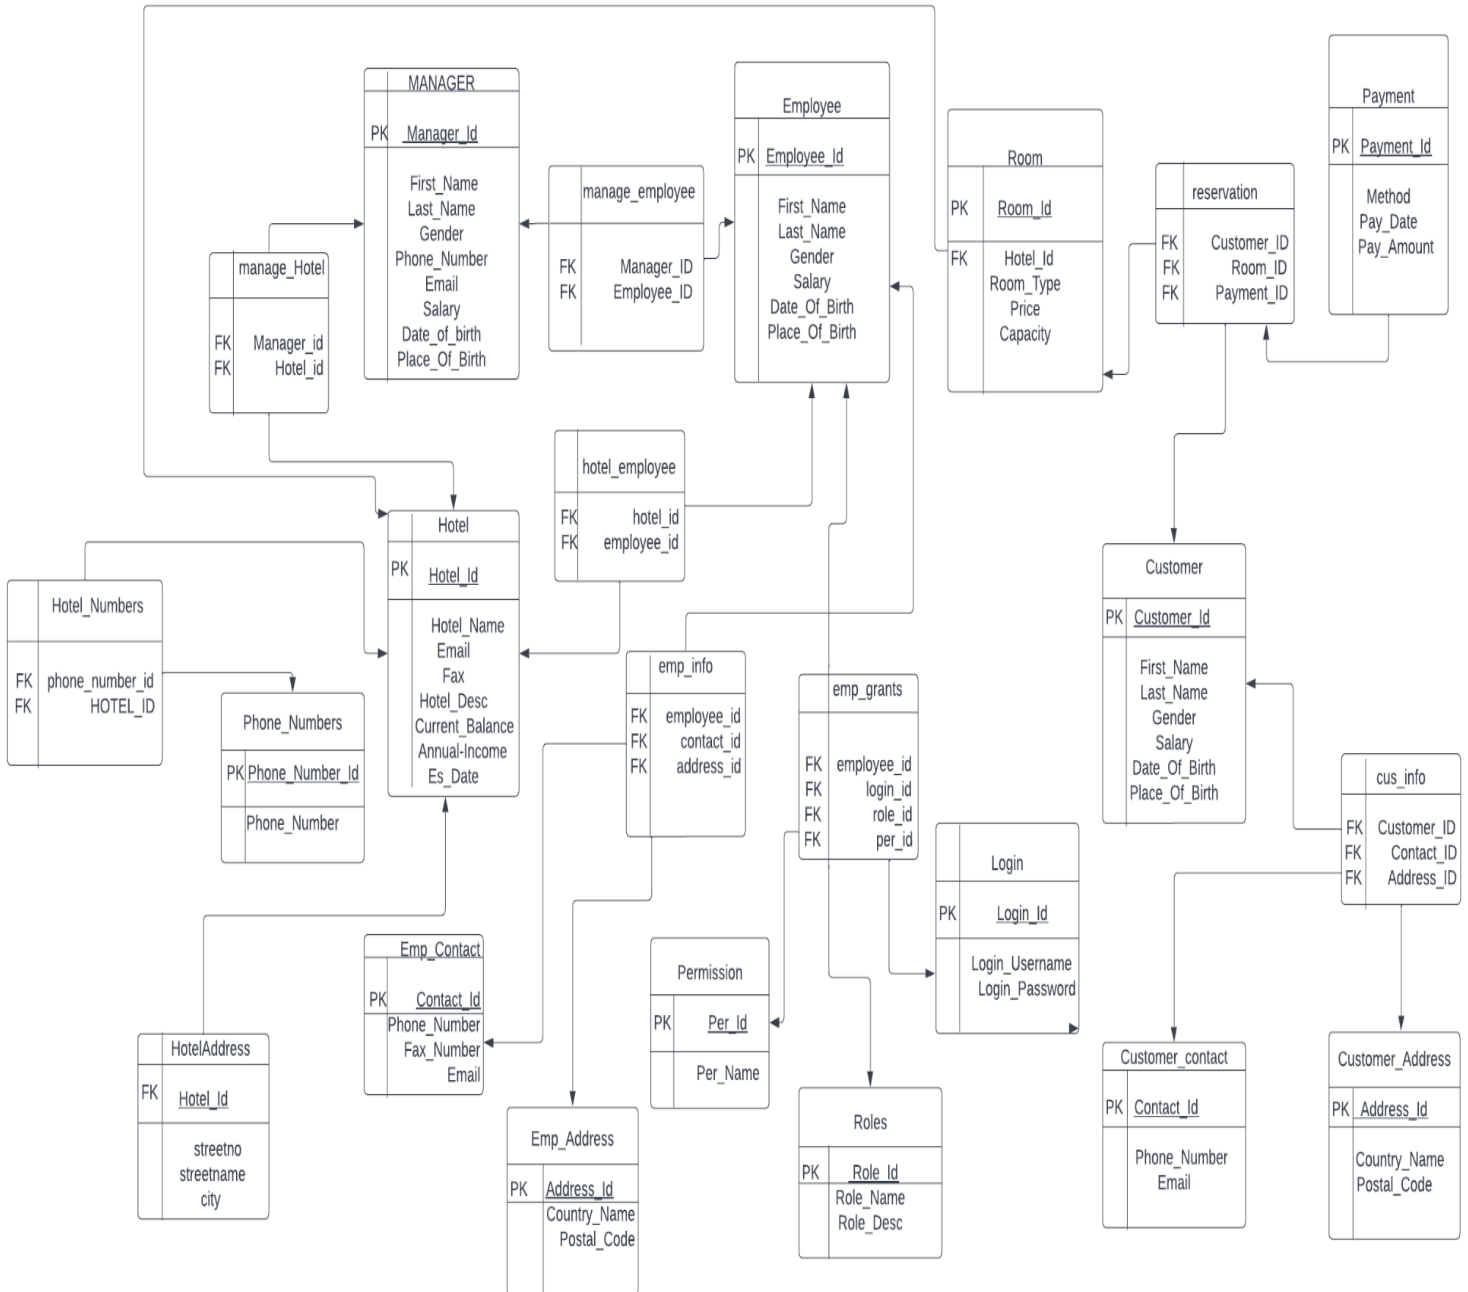 MANAGER
PK Manager_Id
First_Name
Last_Name
Gender
Phone_Number
Email
Salary
Date_of_birth
Place_Of_Birth
Employee
PK Employee_Id
First_Name
Last_Name
Gender
Salary
Date_Of_Birth
Place_Of_Birth
Payment
PK Payment_Id
Method
Pay_Date
Pay_Amount
Room
PK Room_Id
FK Hotel_Id
Room_Type
Price
Capacity
reservation
FK Customer_ID
FK Room_ID
FK Payment_ID
manage_employee
FK Manager_ID
FK Employee_ID
manage_Hotel
FK Manager_id
FK Hotel_id
hotel_employee
FK hotel_id
FK employee_id
Hotel
PK Hotel_Id
Hotel_Name
Email
Fax
Hotel_Desc
Current_Balance
Annual-Income
Es_Date
Customer
PK Customer_Id
First_Name
Last_Name
Gender
Salary
Date_Of_Birth
Place_Of_Birth
Hotel_Numbers
FK phone_number_id
FK HOTEL_ID
Phone_Numbers
PK Phone_Number_Id
Phone_Number
emp_info
FK employee_id
FK contact_id
FK address_id
emp_grants
FK employee_id
FK login_id
FK role_id
FK per_id
cus_info
FK Customer_ID
FK Contact_ID
FK Address_ID
Login
PK Login_Id
Login_Username
Login_Password
Emp_Contact
PK Contact_Id
Phone_Number
Fax_Number
Email
Permission
PK Per_Id
Per_Name
HotelAddress
FK Hotel_Id
streetno
streetname
city
Emp_Address
PK Address_Id
Country_Name
Postal_Code
Roles
PK Role_Id
Role_Name
Role_Desc
Customer_contact
PK Contact_Id
Phone_Number
Email
Customer_Address
PK Address_Id
Country_Name
Postal_Code